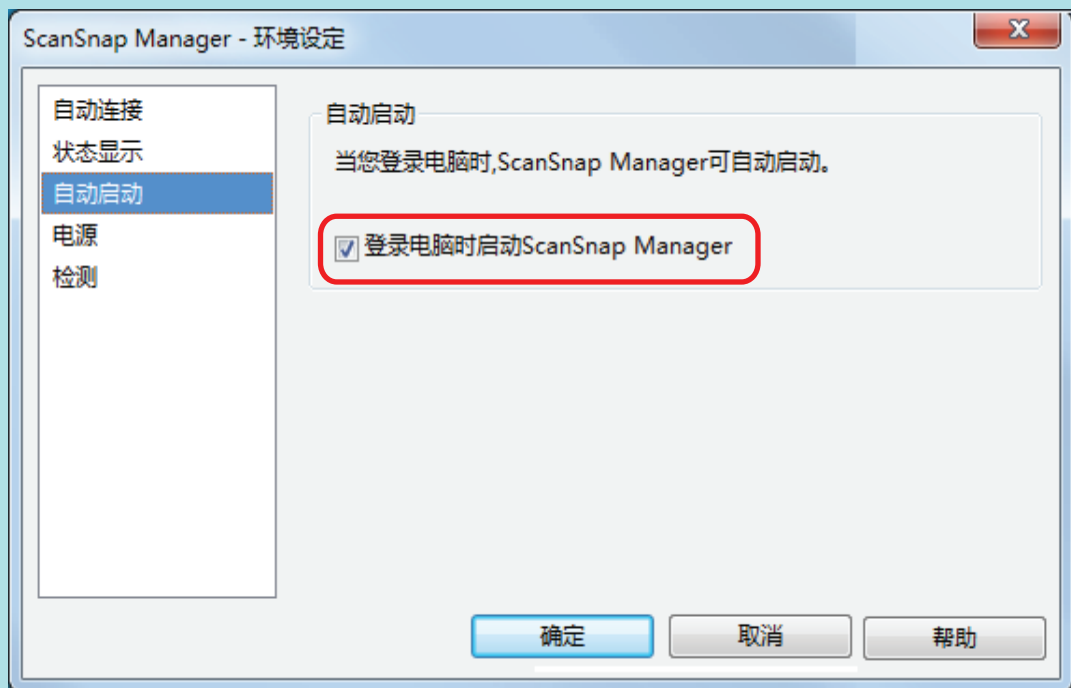 ScanSnap Manager - 环境设定
自动连接
状态显示
自动启动
电源
检测
自动启动
当您登录电脑时,ScanSnap Manager可自动启动。
登录电脑时启动ScanSnap Manager
确定
取消
帮助